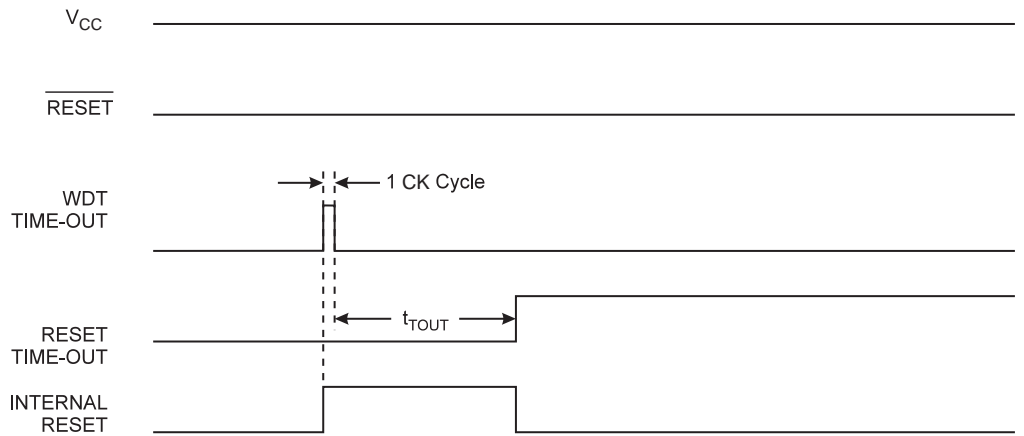 VCC
RESET
1 CK Cycle
WDT
TIME-OUT
tTOUT
RESET
TIME-OUT
INTERNAL
RESET